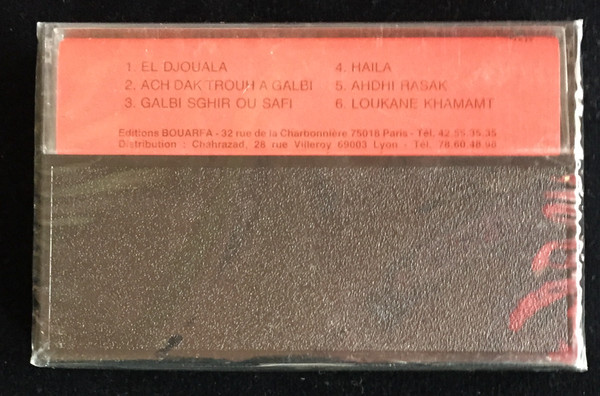 1. EL DJOUALA
2. ACH DAK TROUH A GALBI
3. GALBI SGHIR OU SAFI
4. HAILA
5. AHDHI RASAK
6. LOUKANE KHAMAMT
Editions BOUARFA - 32 rue de la Charbonnière 75018 Paris - Tél. 42.55.35.35
Distribution : Chahrazad, 28 rue Villeroy 69003 Lyon - Tél. 78.60.48.98